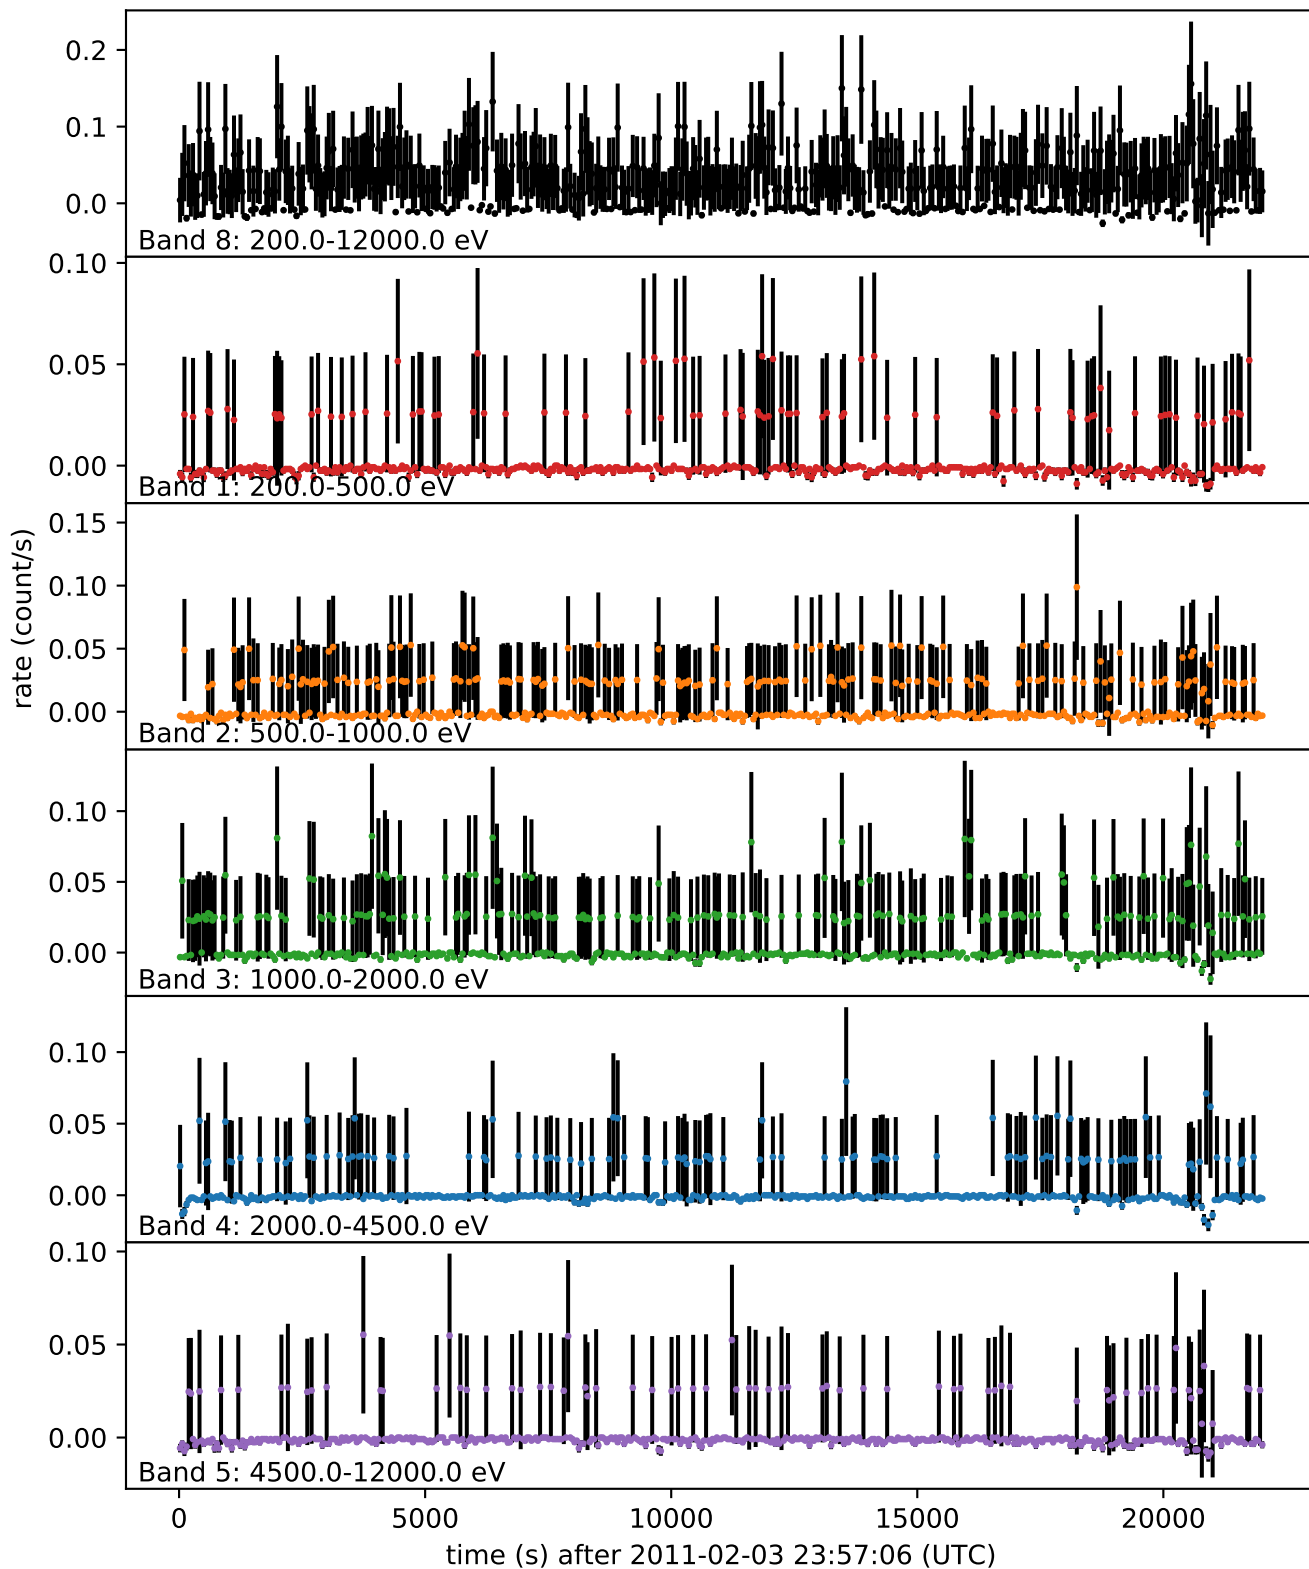 0.2
0.1
0.0
Band 8: 200.0-12000.0 eV
0.10
0.05
0.00
Band 1: 200.0-500.0 eV
0.15
0.10
0.05
0.00
Band 2: 500.0-1000.0 eV
rate (count/s)
0.10
0.05
0.00
Band 3: 1000.0-2000.0 eV
0.10
0.05
0.00
Band 4: 2000.0-4500.0 eV
0.10
0.05
0.00
Band 5: 4500.0-12000.0 eV
0 5000 10000 15000 20000
time (s) after 2011-02-03 23:57:06 (UTC)